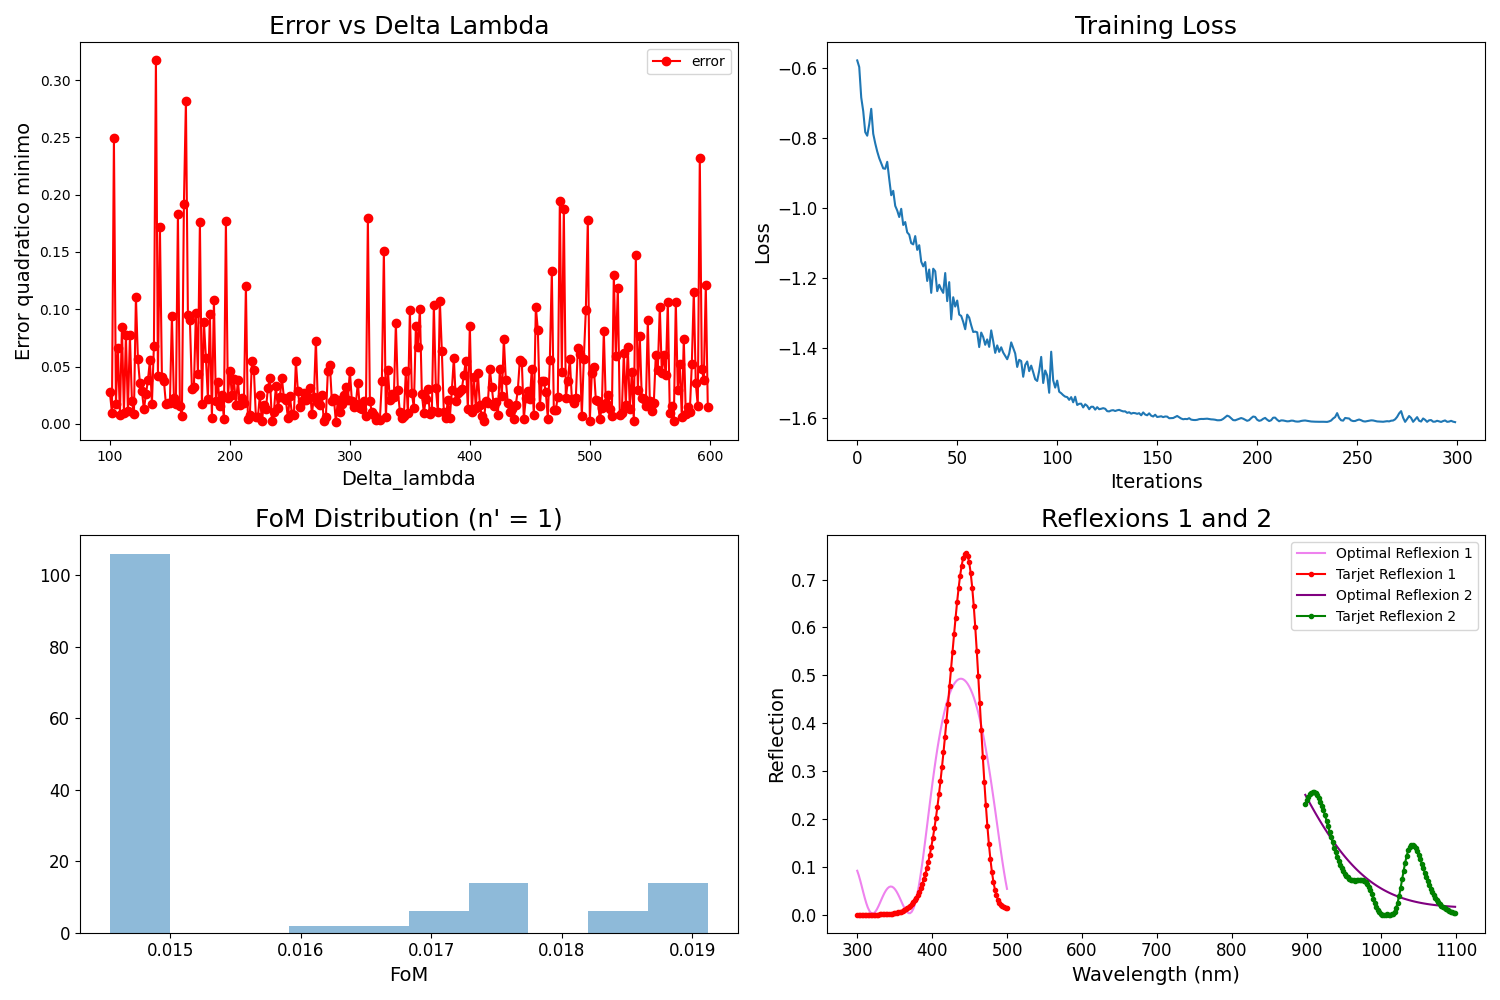 Error vs Delta Lambda
error
Error quadratico minimo
0.30
0.25
0.20
0.15
0.10
0.05
0.00
100 200 300 400 500 600
Delta_lambda
Training Loss
Loss
−0.6
−0.8
−1.0
−1.2
−1.4
−1.6
0 50 100 150 200 250 300
Iterations
FoM Distribution (n' = 1)
100
80
60
40
20
0
0.015 0.016 0.017 0.018 0.019
FoM
Reflexions 1 and 2
Optimal Reflexion 1
Tarjet Reflexion 1
Optimal Reflexion 2
Tarjet Reflexion 2
Reflection
0.7
0.6
0.5
0.4
0.3
0.2
0.1
0.0
300 400 500 600 700 800 900 1000 1100
Wavelength (nm)